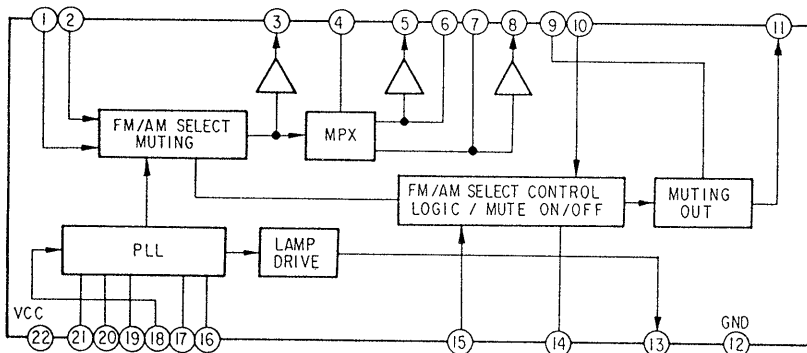 1 2 3 4 5 6 7 8 9 10 11
FM/AM SELECT
MUTING
MPX
FM/AM SELECT CONTROL
LOGIC / MUTE ON/OFF
MUTING
OUT
PLL
LAMP
DRIVE
VCC
GND
22 21 20 19 18 17 16 15 14 13 12